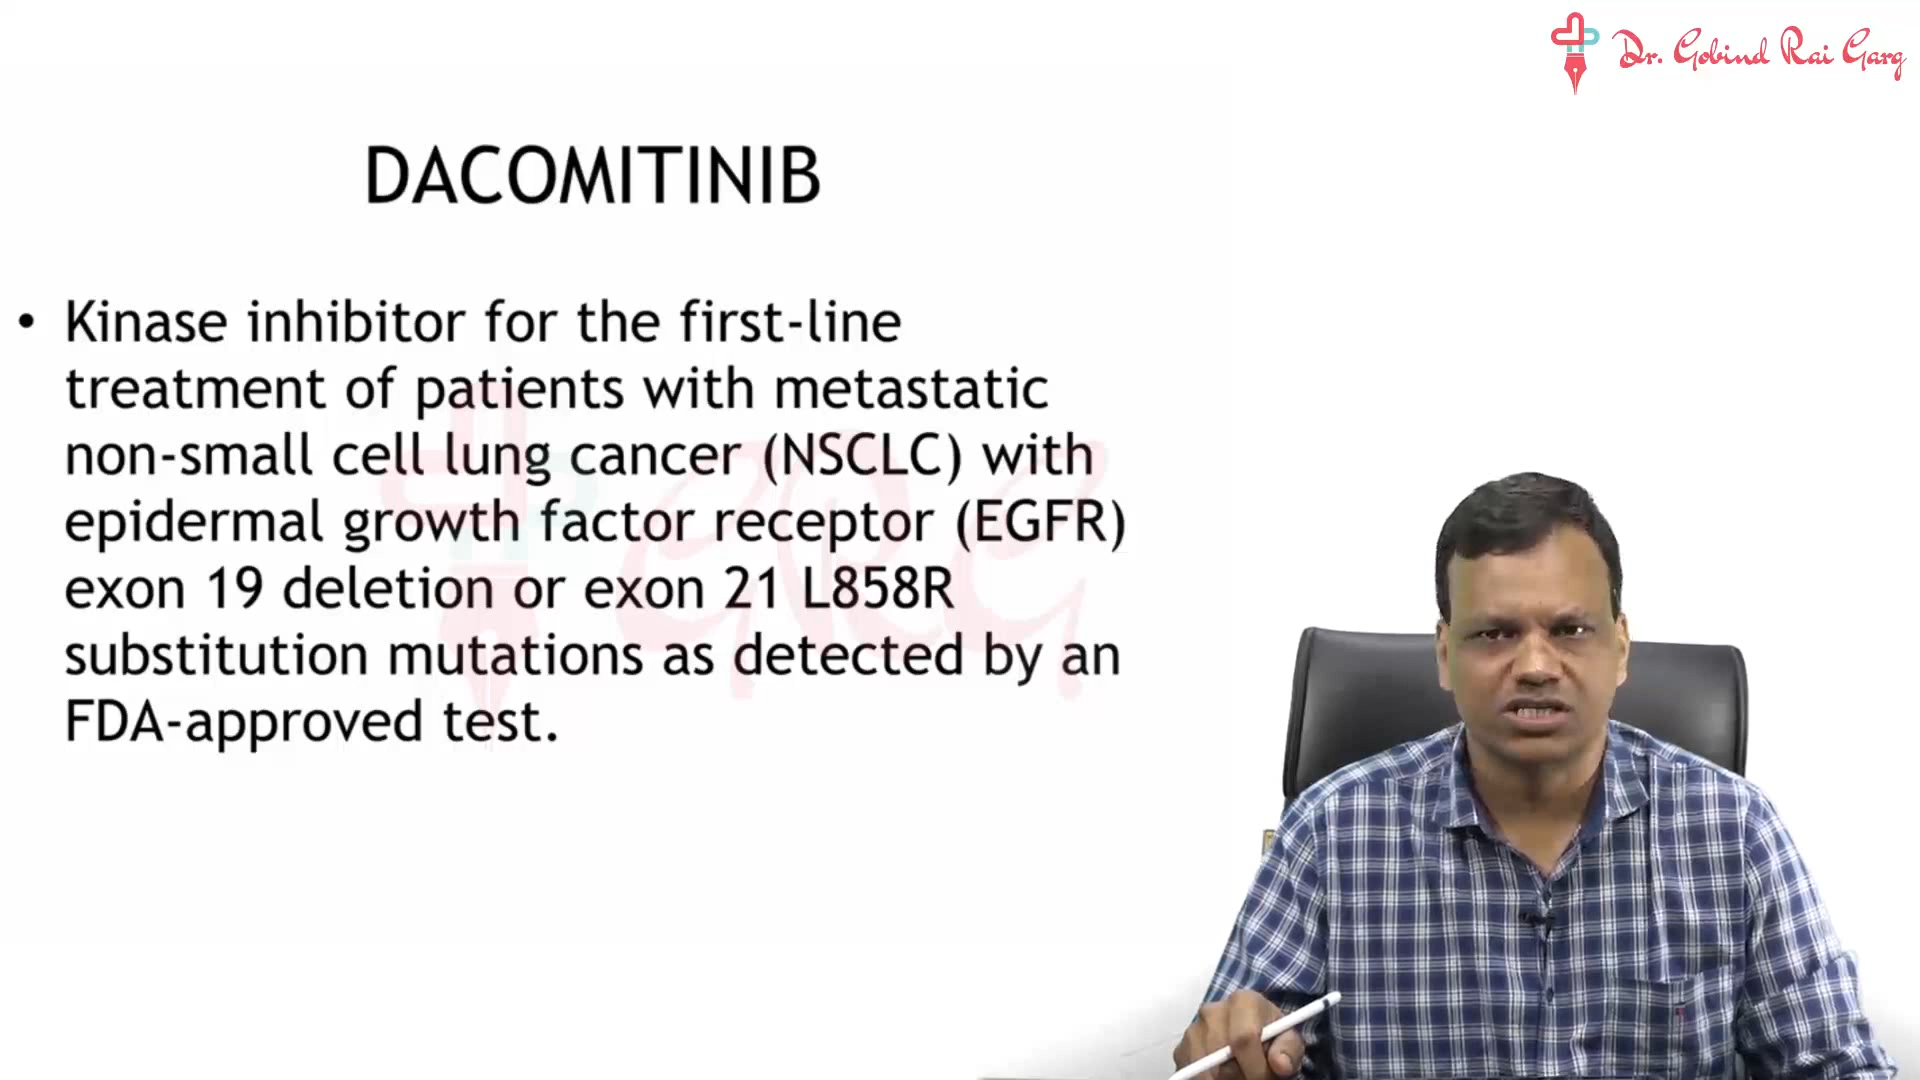 Dr. Gobind Rai Garg
DACOMITINIB
• Kinase inhibitor for the first-line
treatment of patients with metastatic
non-small cell lung cancer (NSCLC) with
epidermal growth factor receptor (EGFR)
exon 19 deletion or exon 21 L858R
substitution mutations as detected by an
FDA-approved test.
GRG